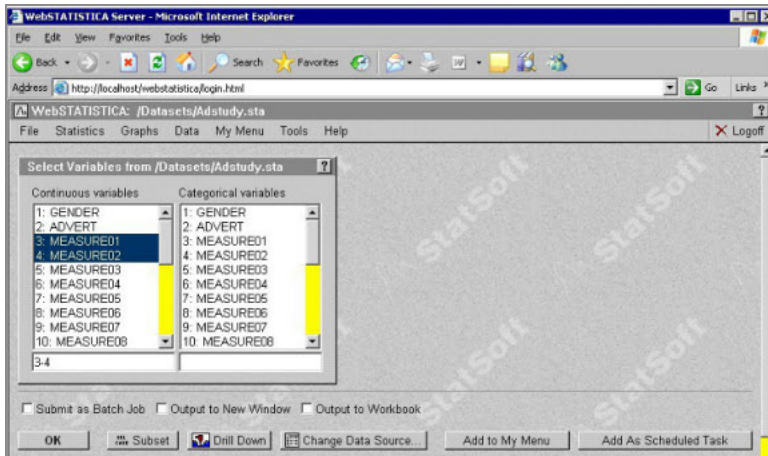 WebSTATISTICA Server - Microsoft Internet Explorer
File Edit View Favorites Tools Help
Back Search Favorites
Address http://localhost/webstatistica/login.html Go Links
WebSTATISTICA: /Datasets/Adstudy.sta ?
File Statistics Graphs Data My Menu Tools Help Logoff
Select Variables from /Datasets/Adstudy.sta ?
Continuous variables Categorical variables
1: GENDER 1: GENDER
2: ADVERT 2: ADVERT
3: MEASURE01 3: MEASURE01
4: MEASURE02 4: MEASURE02
5: MEASURE03 5: MEASURE03
6: MEASURE04 6: MEASURE04
7: MEASURE05 7: MEASURE05
8: MEASURE06 8: MEASURE06
9: MEASURE07 9: MEASURE07
10: MEASURE08 10: MEASURE08
3-4
StatSoft
StatSoft
StatSoft
StatSoft
Submit as Batch Job Output to New Window Output to Workbook
OK Subset Drill Down Change Data Source... Add to My Menu Add As Scheduled Task